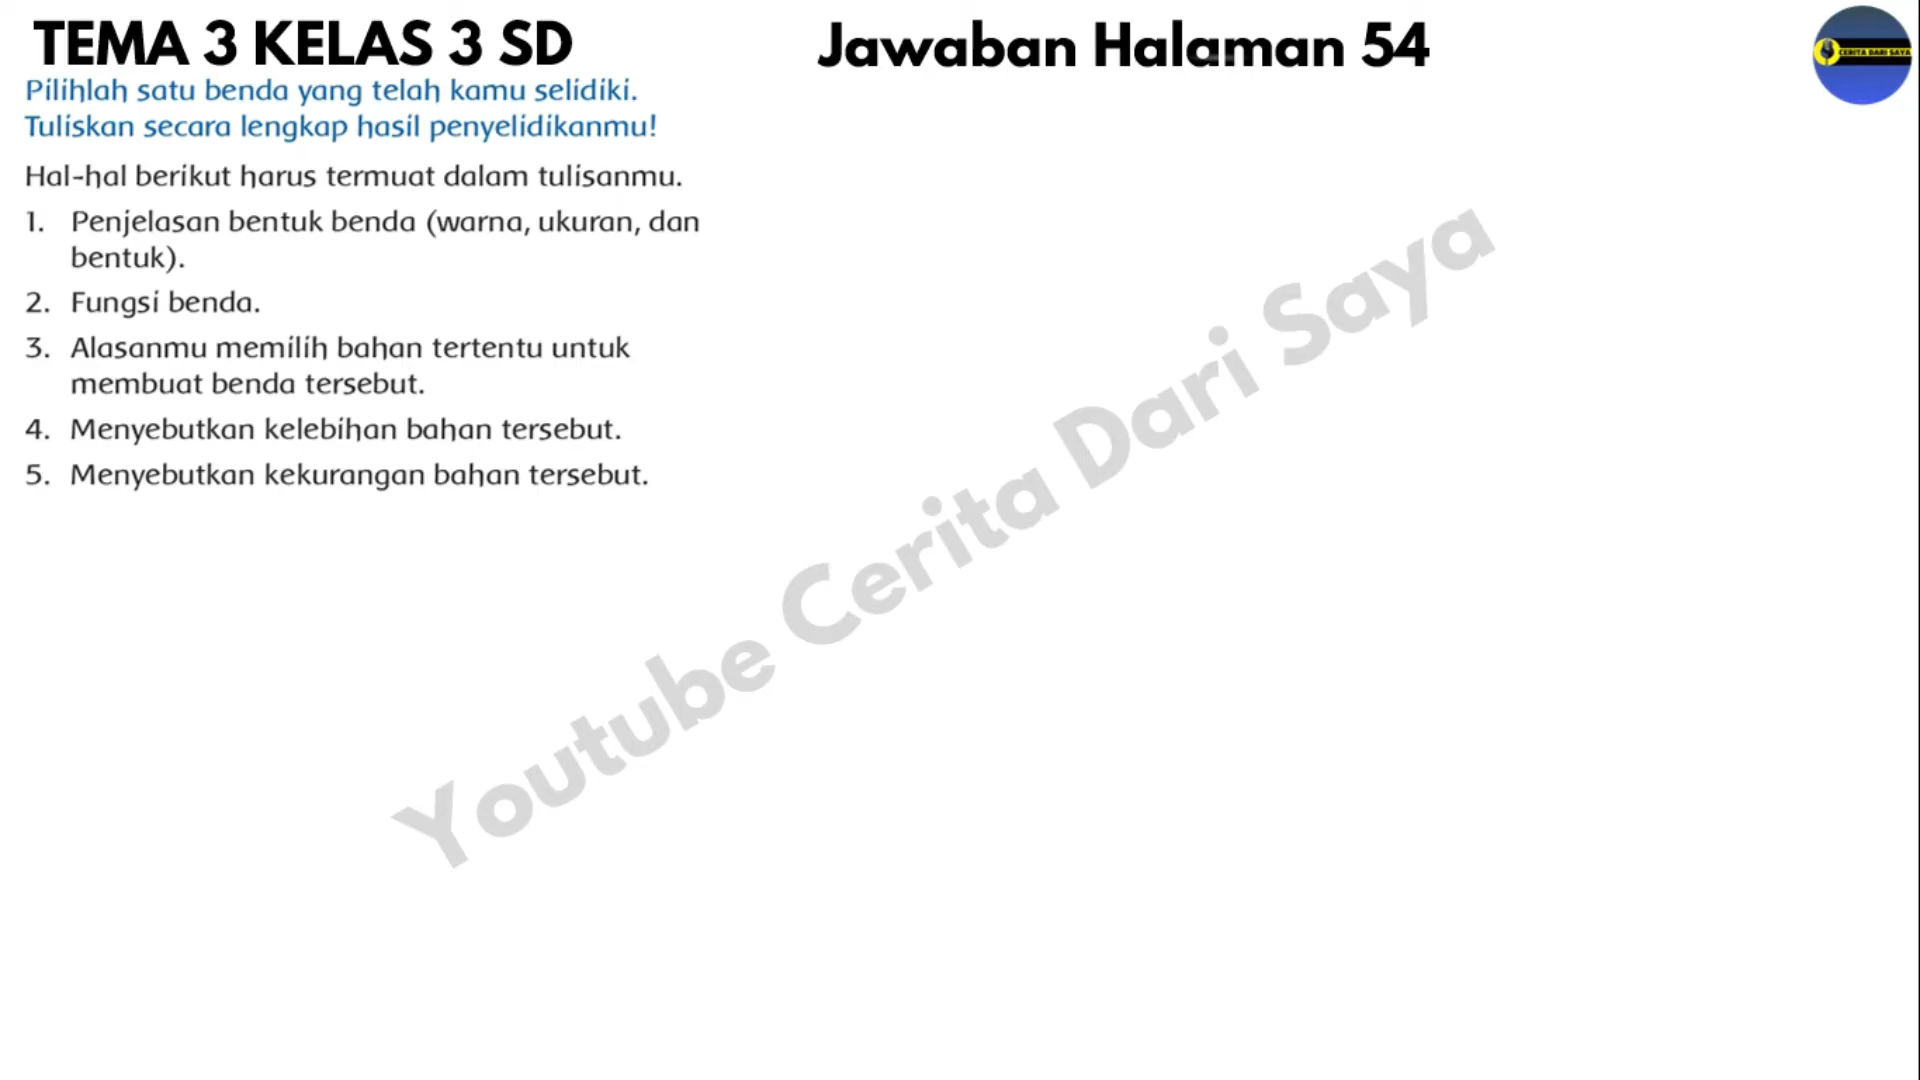 TEMA 3 KELAS 3 SD
Jawaban Halaman 54
CERITA DARI SAYA
Pilihlah satu benda yang telah kamu selidiki.
Tuliskan secara lengkap hasil penyelidikanmu!
Hal-hal berikut harus termuat dalam tulisanmu.
1. Penjelasan bentuk benda (warna, ukuran, dan
bentuk).
2. Fungsi benda.
3. Alasanmu memilih bahan tertentu untuk
membuat benda tersebut.
4. Menyebutkan kelebihan bahan tersebut.
5. Menyebutkan kekurangan bahan tersebut.
Youtube Cerita Dari Saya